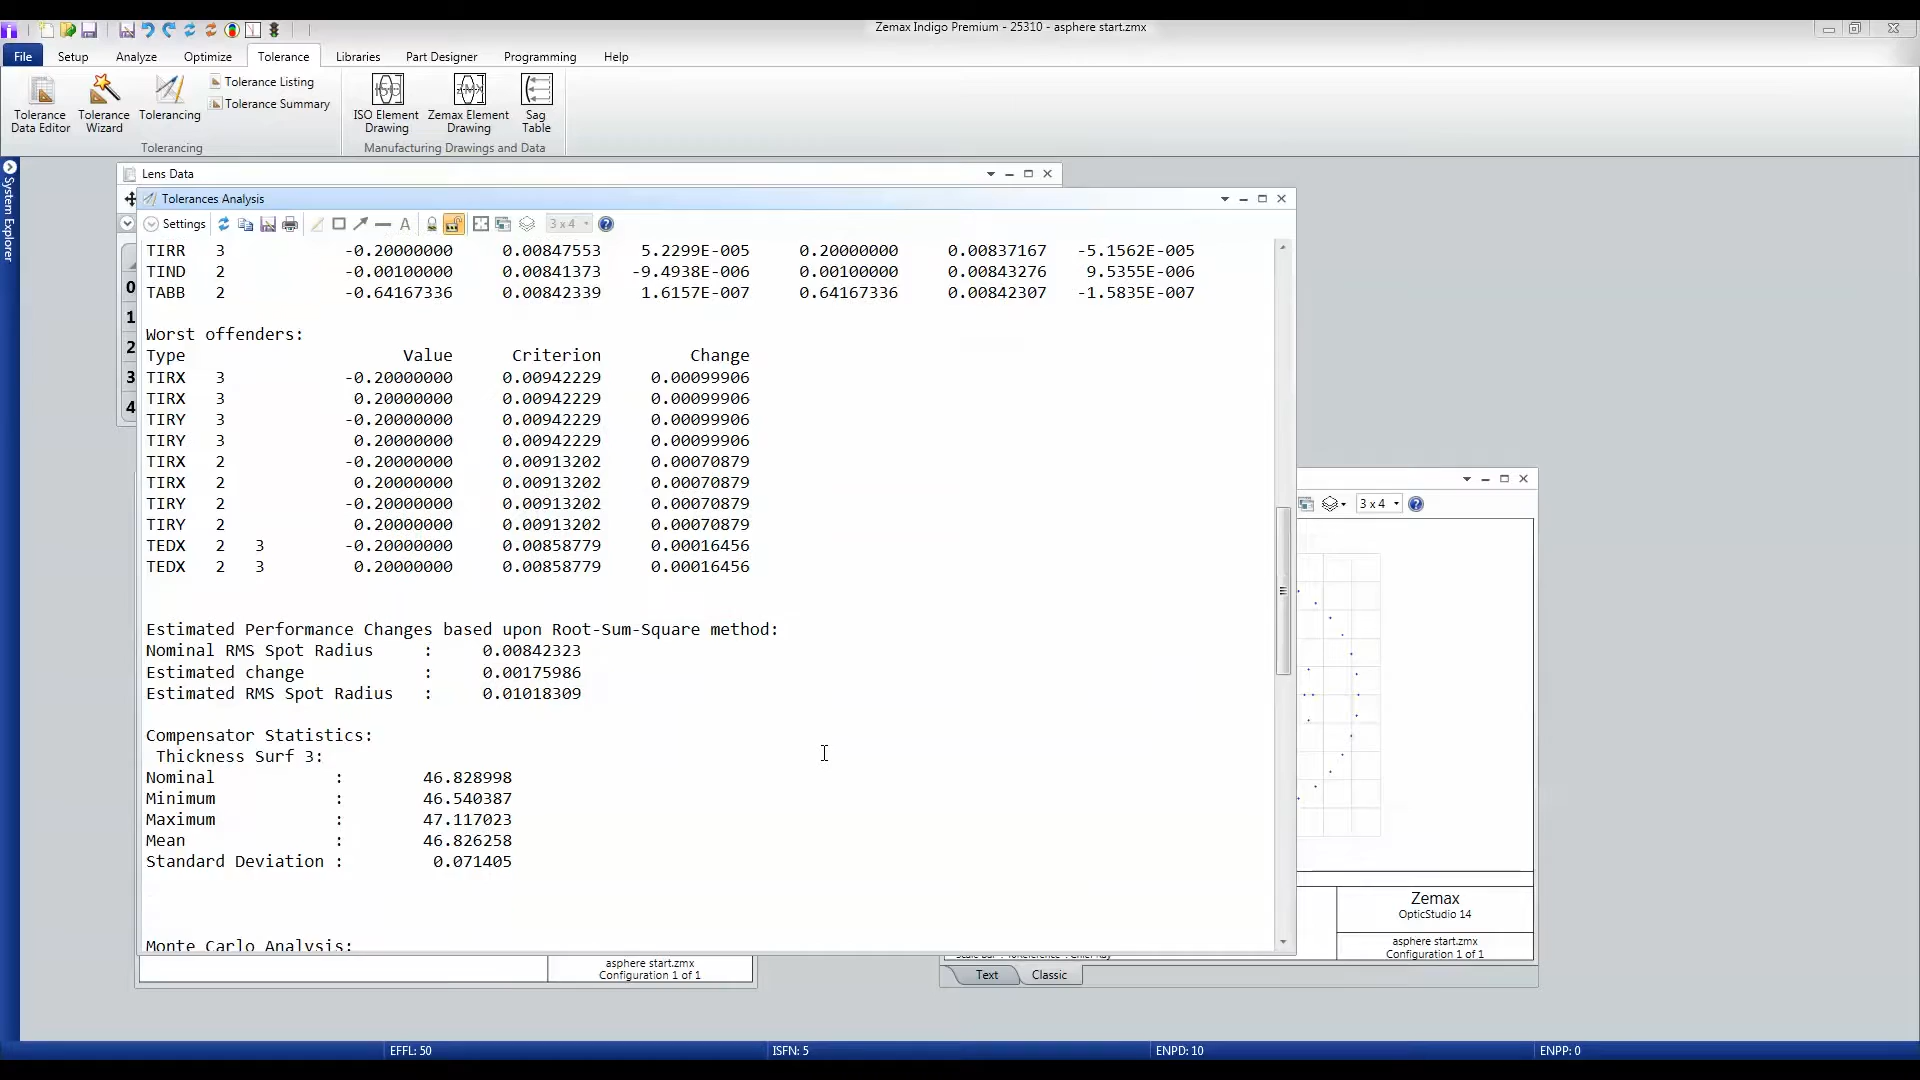 Zemax Indigo Premium - 25310 - asphere start.zmx
File Setup Analyze Optimize Tolerance Libraries Part Designer Programming Help
Tolerance Data Editor
Tolerance Wizard
Tolerancing
Tolerance Listing
Tolerance Summary
Tolerancing
ISO Element Drawing
Zemax Element Drawing
Sag Table
Manufacturing Drawings and Data
System Explorer
Lens Data
Tolerances Analysis
Settings 3 x 4
TIRR 3 -0.20000000 0.00847553 5.2299E-005 0.20000000 0.00837167 -5.1562E-005
TIND 2 -0.00100000 0.00841373 -9.4938E-006 0.00100000 0.00843276 9.5355E-006
TABB 2 -0.64167336 0.00842339 1.6157E-007 0.64167336 0.00842307 -1.5835E-007
Worst offenders:
Type Value Criterion Change
TIRX 3 -0.20000000 0.00942229 0.00099906
TIRX 3 0.20000000 0.00942229 0.00099906
TIRY 3 -0.20000000 0.00942229 0.00099906
TIRY 3 0.20000000 0.00942229 0.00099906
TIRX 2 -0.20000000 0.00913202 0.00070879
TIRX 2 0.20000000 0.00913202 0.00070879
TIRY 2 -0.20000000 0.00913202 0.00070879
TIRY 2 0.20000000 0.00913202 0.00070879
TEDX 2 3 -0.20000000 0.00858779 0.00016456
TEDX 2 3 0.20000000 0.00858779 0.00016456
Estimated Performance Changes based upon Root-Sum-Square method:
Nominal RMS Spot Radius : 0.00842323
Estimated change : 0.00175986
Estimated RMS Spot Radius : 0.01018309
Compensator Statistics:
Thickness Surf 3:
Nominal : 46.828998
Minimum : 46.540387
Maximum : 47.117023
Mean : 46.826258
Standard Deviation : 0.071405
Monte Carlo Analysis:
0
1
2
3
4
3 x 4
Zemax
OpticStudio 14
asphere start.zmx
Configuration 1 of 1
asphere start.zmx
Configuration 1 of 1
Text Classic
EFFL: 50 ISFN: 5 ENPD: 10 ENPP: 0